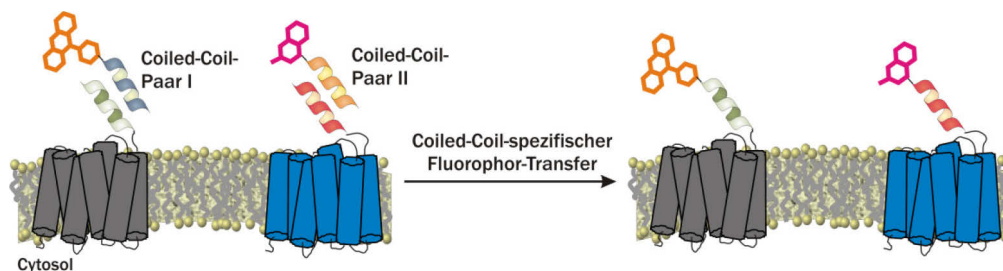 Coiled-Coil-
Paar I
Coiled-Coil-
Paar II
Coiled-Coil-spezifischer
Fluorophor-Transfer
Cytosol